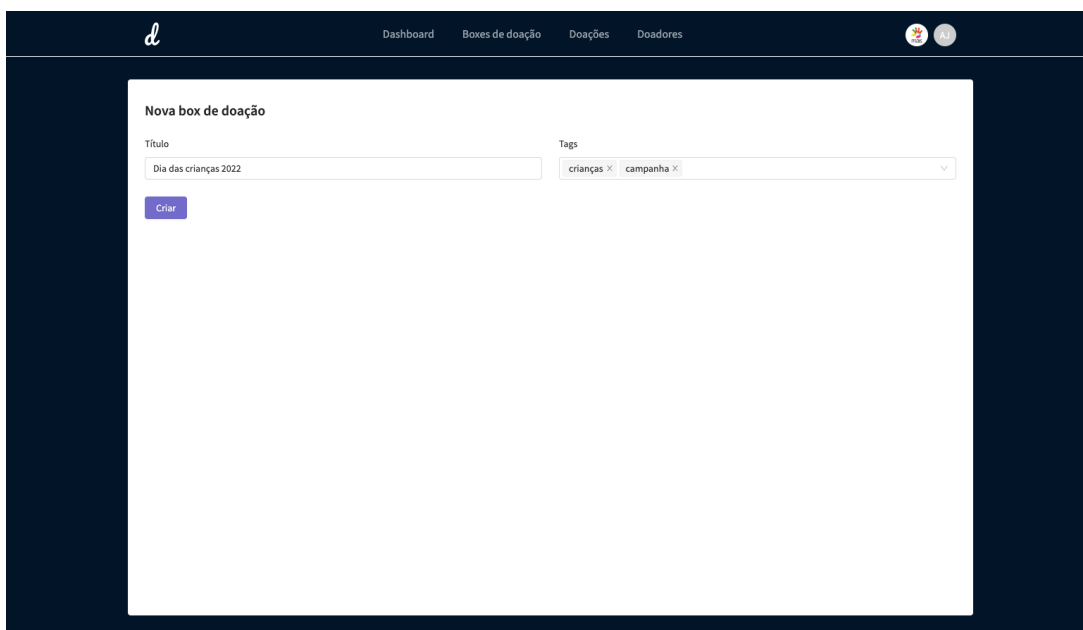 d
Dashboard Boxes de doação Doações Doadores
mãs AJ
Nova box de doação
Título Tags
Dia das crianças 2022 crianças × campanha ×
Criar